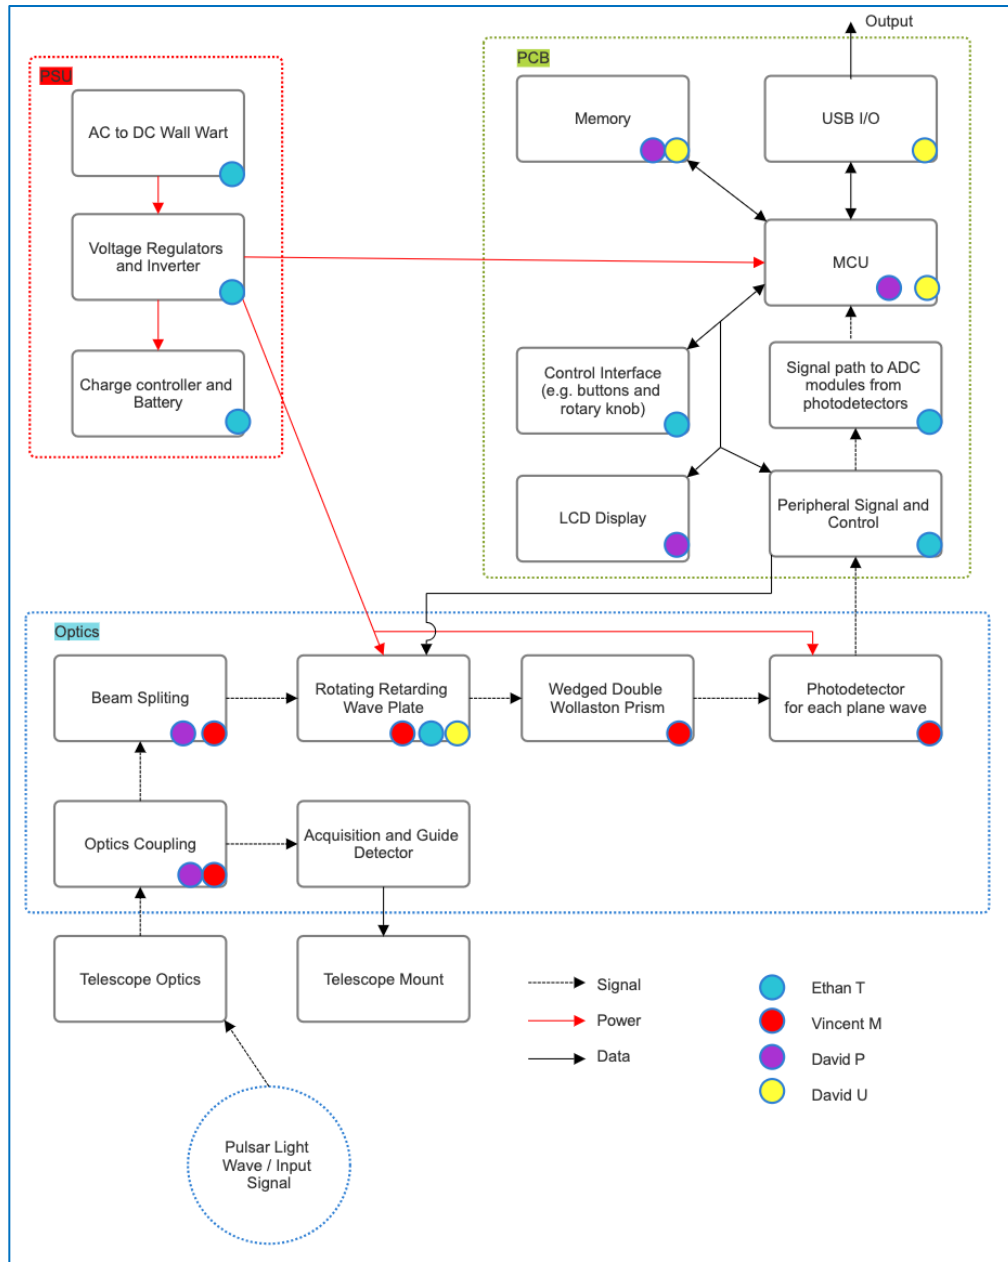 Output
PSU
PCB
AC to DC Wall Wart
Memory
USB I/O
Voltage Regulators
and Inverter
MCU
Charge controller and
Battery
Control Interface
(e.g. buttons and
rotary knob)
Signal path to ADC
modules from
photodetectors
LCD Display
Peripheral Signal and
Control
Optics
Beam Spliting
Rotating Retarding
Wave Plate
Wedged Double
Wollaston Prism
Photodetector
for each plane wave
Optics Coupling
Acquisition and Guide
Detector
Telescope Optics
Telescope Mount
Signal
Power
Data
Ethan T
Vincent M
David P
David U
Pulsar Light
Wave / Input
Signal